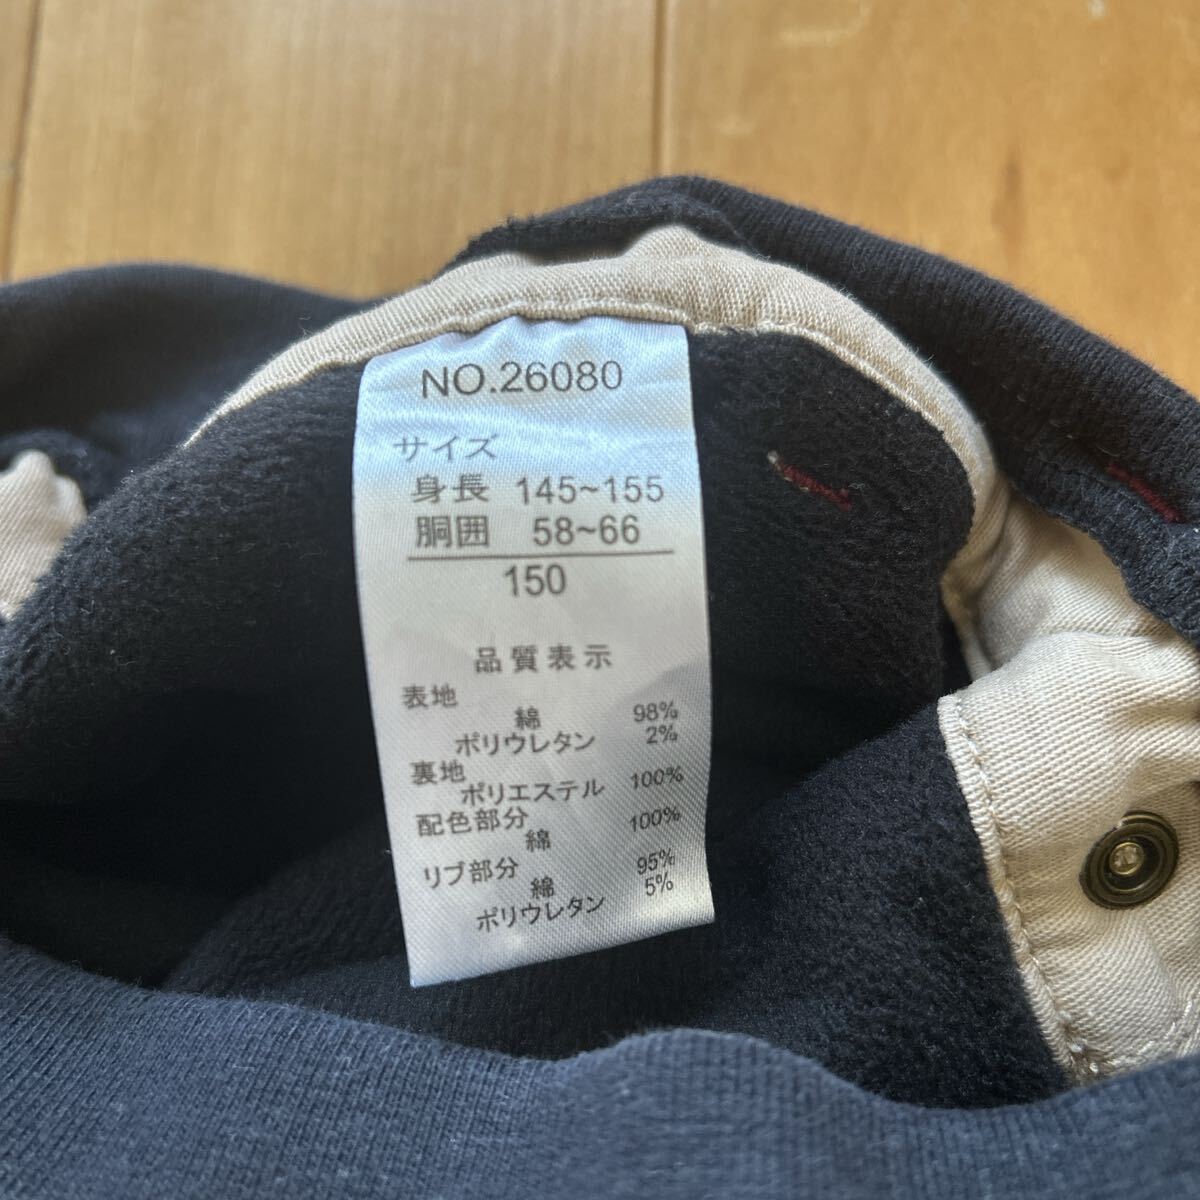 NO.26080
サイズ
身長 145~155
胴囲 58~66
150
品質表示
表地
綿 98%
ポリウレタン 2%
裏地
ポリエステル 100%
配色部分
綿 100%
リブ部分
綿 95%
ポリウレタン 5%